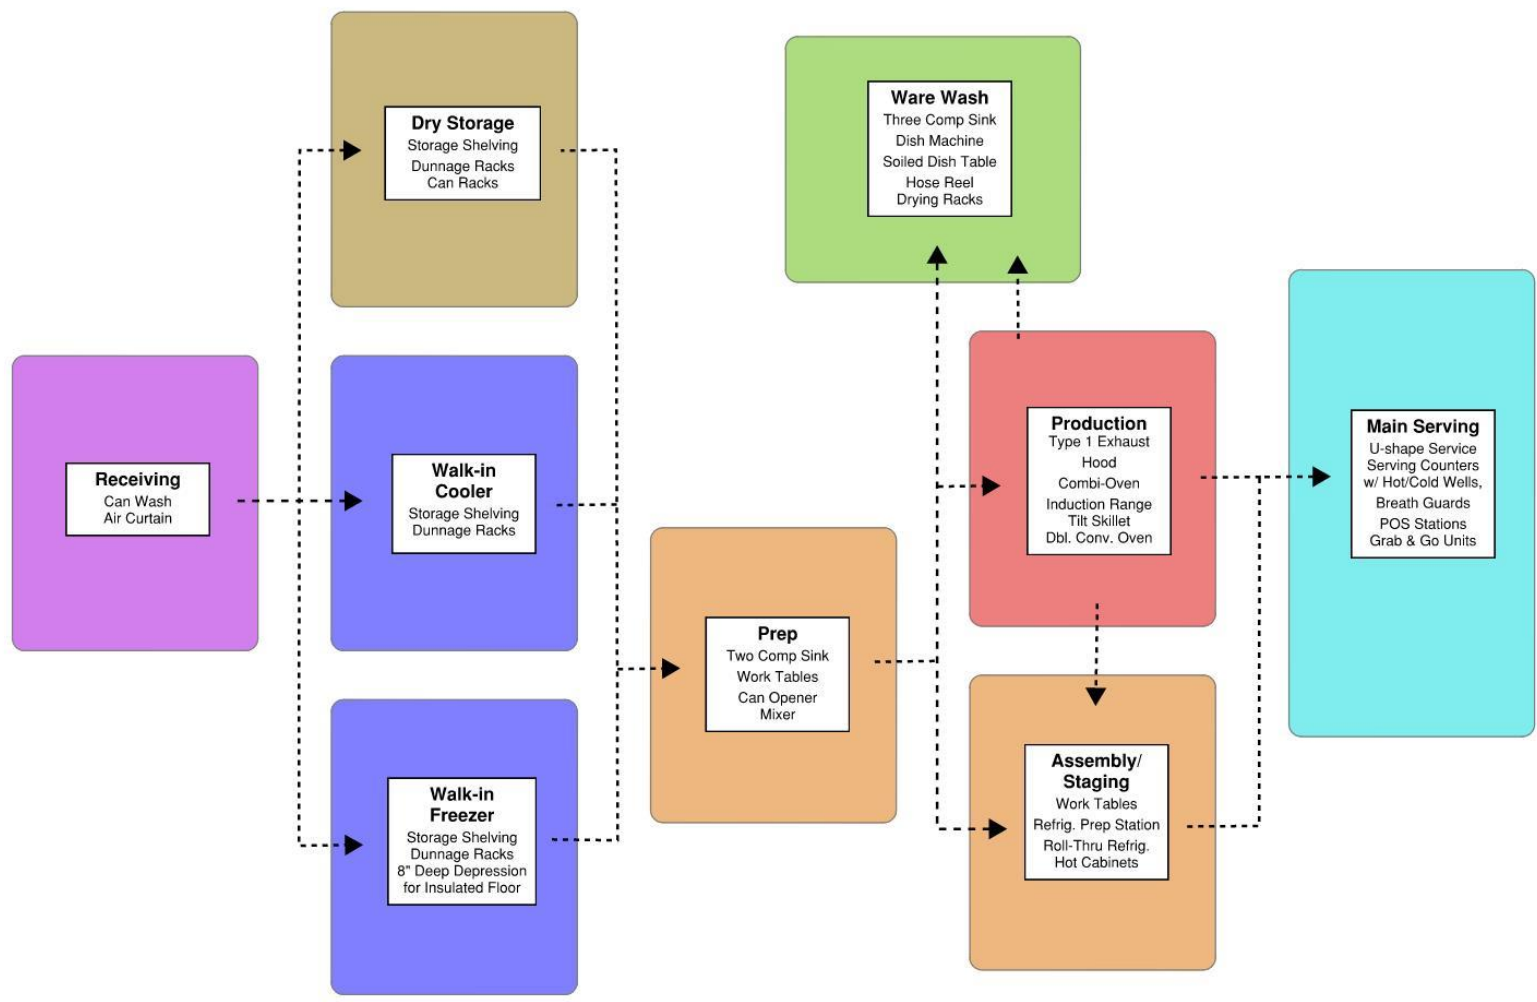 Dry Storage
Storage Shelving
Dunnage Racks
Can Racks
Ware Wash
Three Comp Sink
Dish Machine
Soiled Dish Table
Hose Reel
Drying Racks
Receiving
Can Wash
Air Curtain
Walk-in
Cooler
Storage Shelving
Dunnage Racks
Production
Type 1 Exhaust
Hood
Combi-Oven
Induction Range
Tilt Skillet
Dbl. Conv. Oven
Main Serving
U-shape Service
Serving Counters
w/ Hot/Cold Wells,
Breath Guards
POS Stations
Grab & Go Units
Prep
Two Comp Sink
Work Tables
Can Opener
Mixer
Walk-in
Freezer
Storage Shelving
Dunnage Racks
8" Deep Depression
for Insulated Floor
Assembly/
Staging
Work Tables
Refrig. Prep Station
Roll-Thru Refrig.
Hot Cabinets